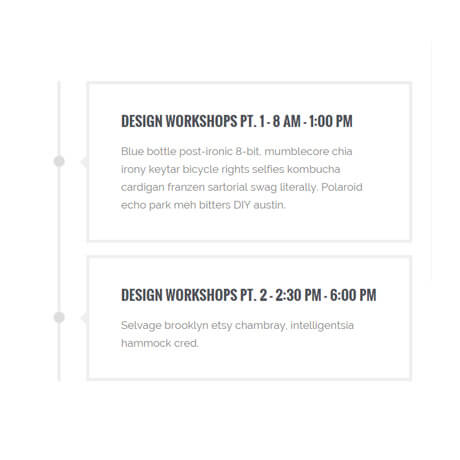 DESIGN WORKSHOPS PT. 1 - 8 AM - 1:00 PM
Blue bottle post-ironic 8-bit, mumblecore chia
irony keytar bicycle rights selfies kombucha
cardigan franzen sartorial swag literally. Polaroid
echo park meh bitters DIY austin.
DESIGN WORKSHOPS PT. 2 - 2:30 PM - 6:00 PM
Selvage brooklyn etsy chambray, intelligentsia
hammock cred.